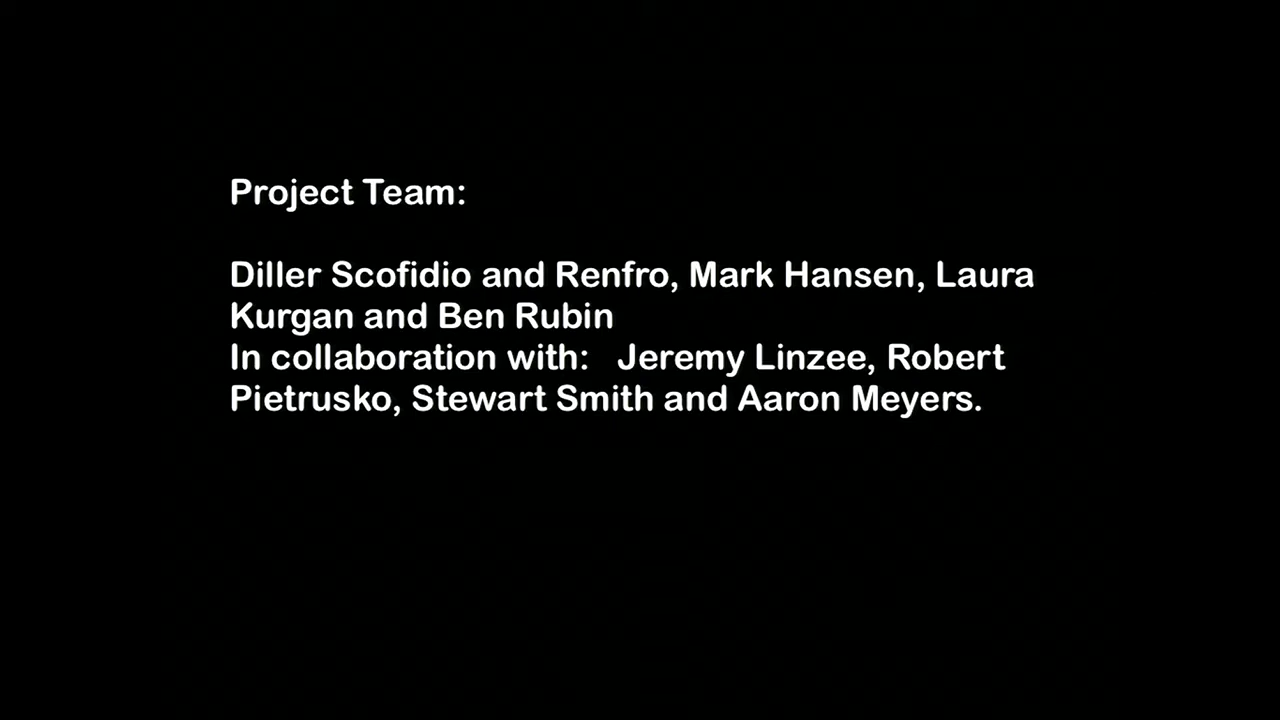 Project Team:
Diller Scofidio and Renfro, Mark Hansen, Laura
Kurgan and Ben Rubin
In collaboration with:   Jeremy Linzee, Robert
Pietrusko, Stewart Smith and Aaron Meyers.